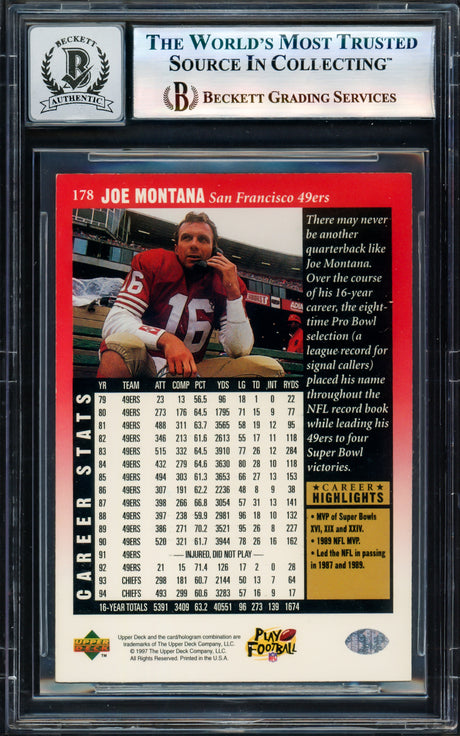 BECKETT
B
AUTHENTIC
THE WORLD'S MOST TRUSTED
SOURCE IN COLLECTING™
B BECKETT GRADING SERVICES
178 JOE MONTANA San Francisco 49ers
16
16
There may never
be another
quarterback like
Joe Montana.
Over the course
of his 16-year
career, the eight-
time Pro Bowl
selection (a
league record for
signal callers)
placed his name
throughout the
NFL record book
while leading his
49ers to four
Super Bowl
victories.
CAREER STATS
YR TEAM ATT COMP PCT YDS LG TD INT RYDS
79 49ERS 23 13 56.5 96 18 1 0 22
80 49ERS 273 176 64.5 1795 71 15 9 77
81 49ERS 488 311 63.7 3565 58 19 12 95
82 49ERS 346 213 61.6 2613 55 17 11 118
83 49ERS 515 332 64.5 3910 77 26 12 284
84 49ERS 432 279 64.6 3630 80 28 10 118
85 49ERS 494 303 61.3 3653 66 27 13 153
86 49ERS 307 191 62.2 2236 48 8 9 38
87 49ERS 398 266 66.8 3054 57 31 13 141
88 49ERS 397 238 59.9 2981 96 18 10 132
89 49ERS 386 271 70.2 3521 95 26 8 227
90 49ERS 520 321 61.7 3944 78 26 16 162
91 49ERS — INJURED, DID NOT PLAY —
92 49ERS 21 15 71.4 126 17 2 0 28
93 CHIEFS 298 181 60.7 2144 50 13 7 64
94 CHIEFS 493 299 60.6 3283 57 16 9 17
16-YEAR TOTALS 5391 3409 63.2 40551 96 273 139 1674
★CAREER★
HIGHLIGHTS
• MVP of Super Bowls
XVI, XIX and XXIV.
• 1989 NFL MVP.
• Led the NFL in passing
in 1987 and 1989.
UPPER DECK ™
Upper Deck and the card/hologram combination are
trademarks of The Upper Deck Company, LLC.
© 1997 The Upper Deck Company, LLC.
All Rights Reserved. Printed in the U.S.A.
PLAY
FOOTBALL
NFL